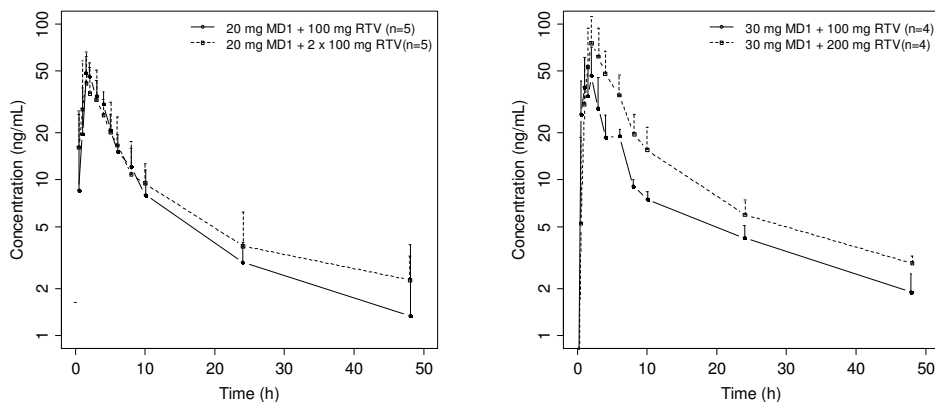 20 mg MD1 + 100 mg RTV (n=5)
20 mg MD1 + 2 x 100 mg RTV(n=5)
Concentration (ng/mL)
100
50
20
10
5
2
1
0 10 20 30 40 50
Time (h)
30 mg MD1 + 100 mg RTV (n=4)
30 mg MD1 + 200 mg RTV(n=4)
Concentration (ng/mL)
100
50
20
10
5
2
1
0 10 20 30 40 50
Time (h)